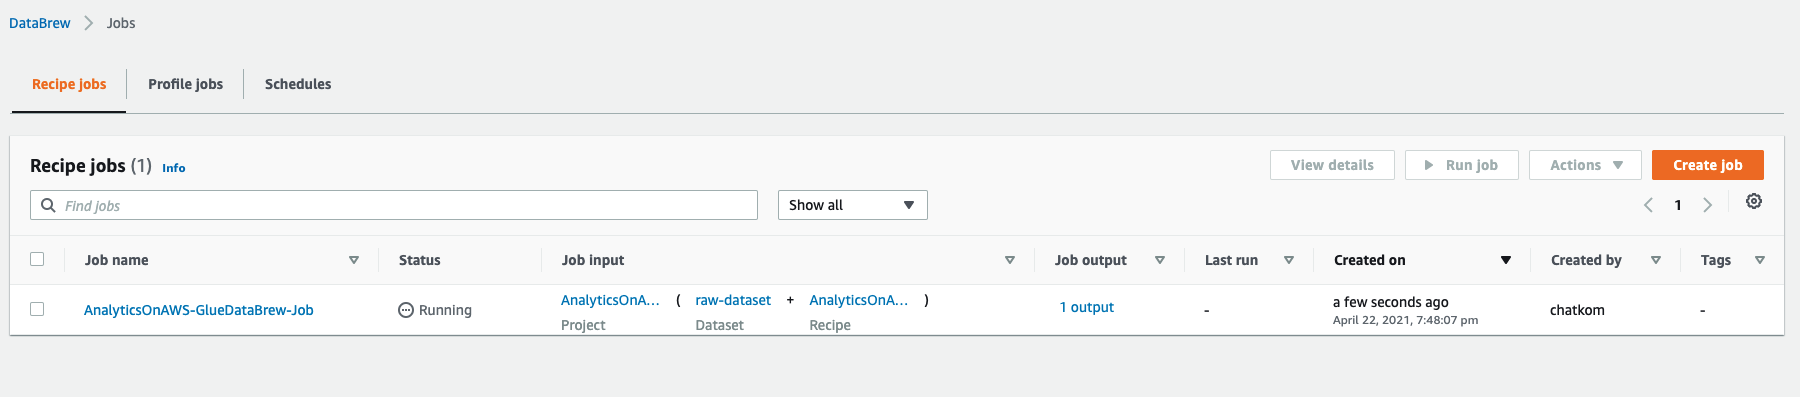 DataBrew > Jobs
Recipe jobs Profile jobs Schedules
Recipe jobs (1) Info View details Run job Actions Create job
Find jobs Show all 1
Job name Status Job input Job output Last run Created on Created by Tags
AnalyticsOnAWS-GlueDataBrew-Job Running AnalyticsOnA... ( raw-dataset + AnalyticsOnA... ) 1 output - a few seconds ago chatkom -
Project Dataset Recipe April 22, 2021, 7:48:07 pm